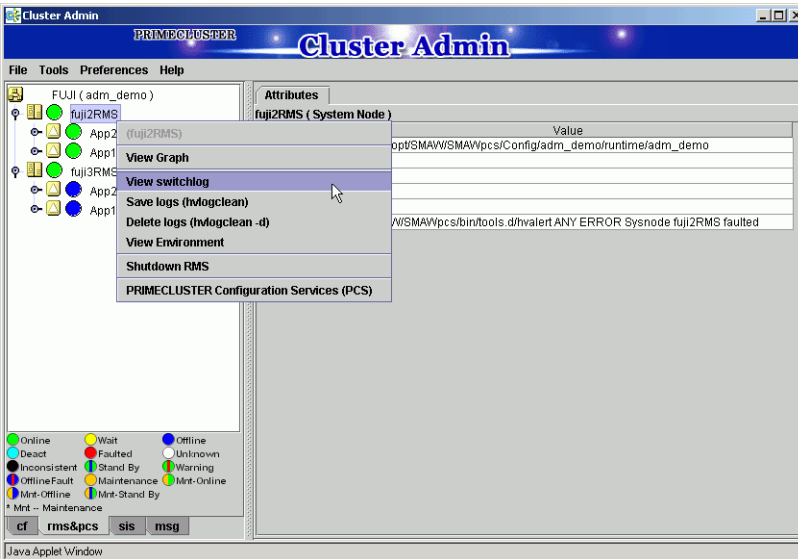 Cluster Admin
PRIMECLUSTER
Cluster Admin
File Tools Preferences Help
FUJI ( adm_demo )
fuji2RMS
App2
App1
fuji3RMS
App2
App1
(fuji2RMS)
View Graph
View switchlog
Save logs (hvlogclean)
Delete logs (hvlogclean -d)
View Environment
Shutdown RMS
PRIMECLUSTER Configuration Services (PCS)
Attributes
fuji2RMS ( System Node )
Value
opt/SMAW/SMAWpcs/Config/adm_demo/runtime/adm_demo
/SMAWpcs/bin/tools.d/hvalert ANY ERROR Sysnode fuji2RMS faulted
Online Wait Offline
Deact Faulted Unknown
Inconsistent Stand By Warning
OfflineFault Maintenance Mnt-Online
Mnt-Offline Mnt-Stand By
* Mnt -- Maintenance
cf rms&pcs sis msg
Java Applet Window